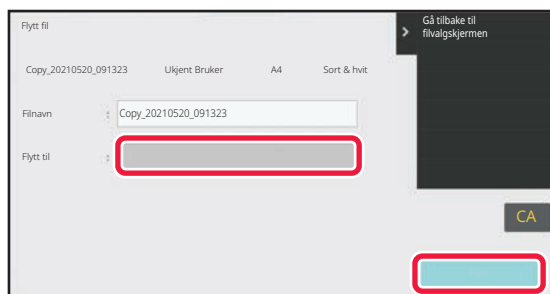 Flytt fil
Gå tilbake til
filvalgskjermen
Copy_20210520_091323 Ukjent Bruker A4 Sort & hvit
Filnavn : Copy_20210520_091323
Flytt til :
CA